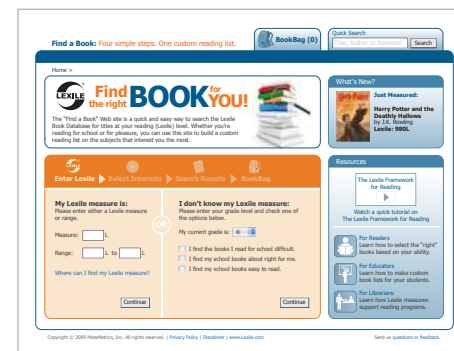 Find a Book: Four simple steps. One custom reading list.
BookBag (0)
Quick Search
Title, Author or Keyword
Search
Home >
LEXILE
Find the right BOOK for YOU!
The "Find a Book" Web site is a quick and easy way to search the Lexile
Book Database for titles at your reading (Lexile) level. Whether you're
reading for school or for pleasure, you can use this site to build a custom
reading list on the subjects that interest you the most.
What's New?
Just Measured:
Harry Potter and the
Deathly Hallows
by J.K. Rowling
Lexile: 980L
Enter Lexile
Select Interests
Search Results
BookBag
My Lexile measure is:
Please enter either a Lexile measure
or range.
Measure: L
Range: L to L
Where can I find my Lexile measure?
Continue
OR
I don't know my Lexile measure:
Please enter your grade level and check one of
the options below.
My current grade is:
I find the books I read for school difficult.
I find my school books about right for me.
I find my school books easy to read.
Continue
Resources
The Lexile Framework
for Reading
Watch a quick tutorial on
The Lexile Framework for Reading
For Readers
Learn how to select the "right"
books based on your ability.
For Educators
Learn how to make custom
book lists for your students.
For Librarians
Learn how Lexile measures
support reading programs.
Copyright © 2009 MetaMetrics, Inc. All rights reserved. | Privacy Policy | Disclaimer | www.Lexile.com
Send us questions or feedback.